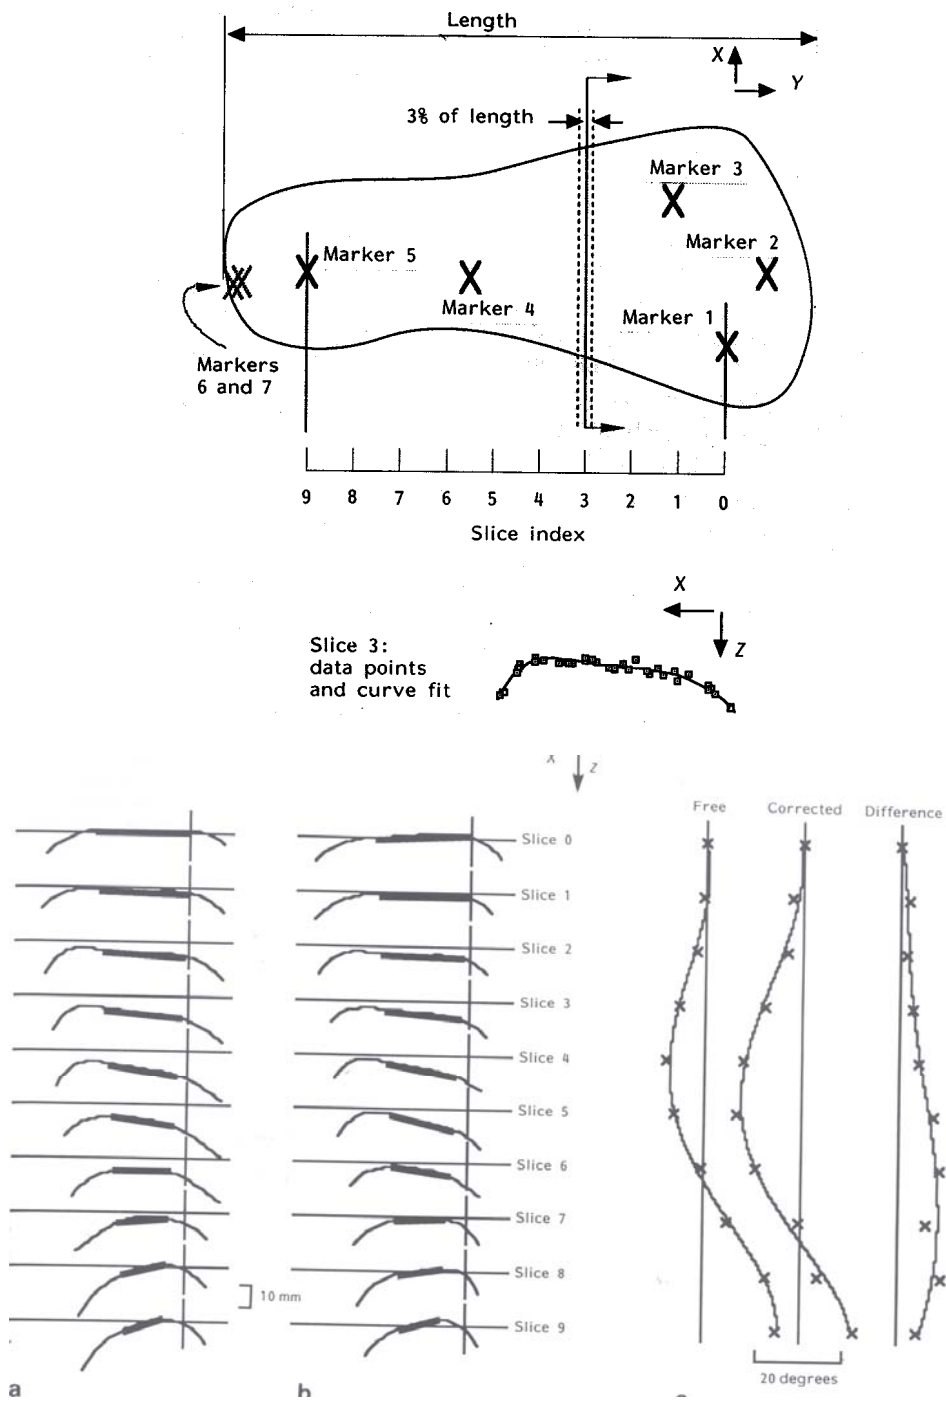 Length
X
Y
3% of length
Marker 3
Marker 2
Marker 5
Marker 4
Marker 1
Markers
6 and 7
9 8 7 6 5 4 3 2 1 0
Slice index
X
Z
Slice 3:
data points
and curve fit
X
Z
Free Corrected Difference
Slice 0
Slice 1
Slice 2
Slice 3
Slice 4
Slice 5
Slice 6
Slice 7
Slice 8
10 mm
Slice 9
20 degrees
a
b